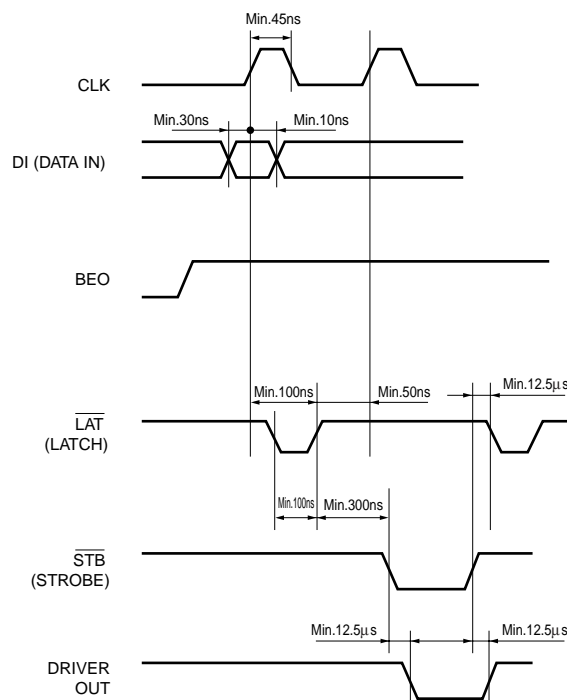 Min.45ns
CLK
Min.30ns
Min.10ns
DI (DATA IN)
BEO
Min.100ns
Min.50ns
Min.12.5µs
LAT
(LATCH)
Min.100ns
Min.300ns
STB
(STROBE)
Min.12.5µs
Min.12.5µs
DRIVER
OUT